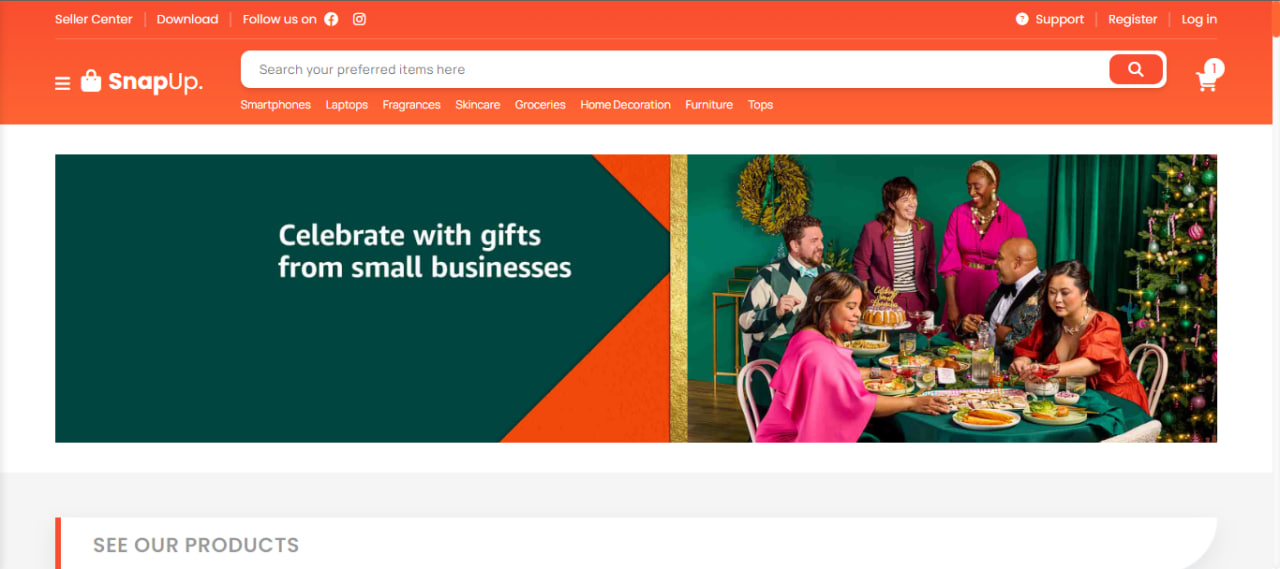 Seller Center
Download
Follow us on
Support
Register
Log in
SnapUp.
Search your preferred items here
1
Smartphones Laptops Fragrances Skincare Groceries Home Decoration Furniture Tops
Celebrate with gifts
from small businesses
SEE OUR PRODUCTS